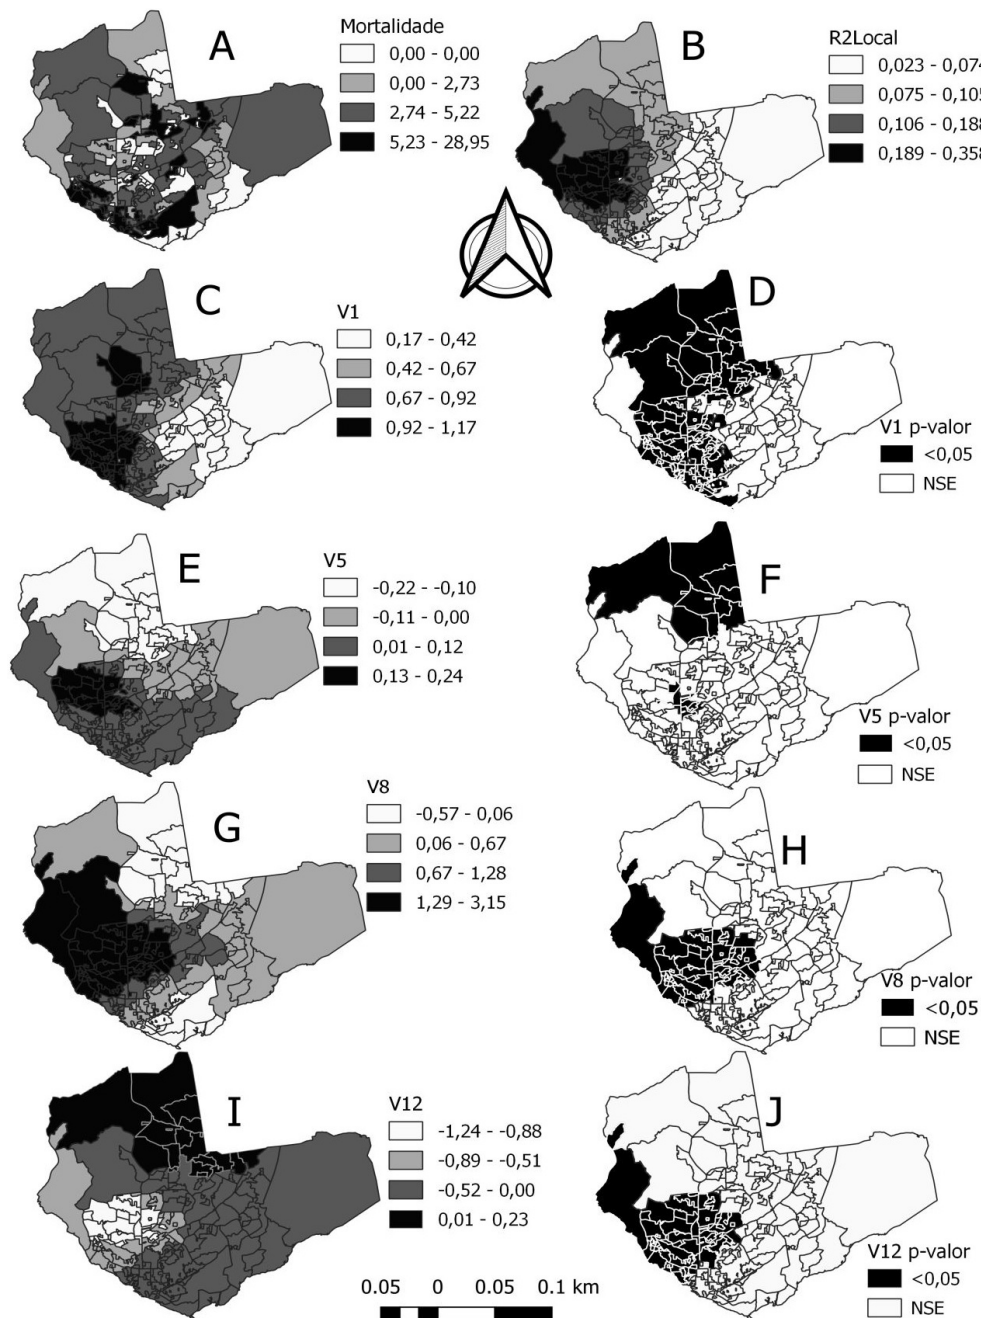 A
Mortalidade
0,00 - 0,00
0,00 - 2,73
2,74 - 5,22
5,23 - 28,95
B
R2Local
0,023 - 0,074
0,075 - 0,105
0,106 - 0,188
0,189 - 0,358
C
V1
0,17 - 0,42
0,42 - 0,67
0,67 - 0,92
0,92 - 1,17
D
V1 p-valor
<0,05
NSE
E
V5
-0,22 - -0,10
-0,11 - 0,00
0,01 - 0,12
0,13 - 0,24
F
V5 p-valor
<0,05
NSE
G
V8
-0,57 - 0,06
0,06 - 0,67
0,67 - 1,28
1,29 - 3,15
H
V8 p-valor
<0,05
NSE
I
V12
-1,24 - -0,88
-0,89 - -0,51
-0,52 - 0,00
0,01 - 0,23
J
V12 p-valor
<0,05
NSE
0.05 0 0.05 0.1 km